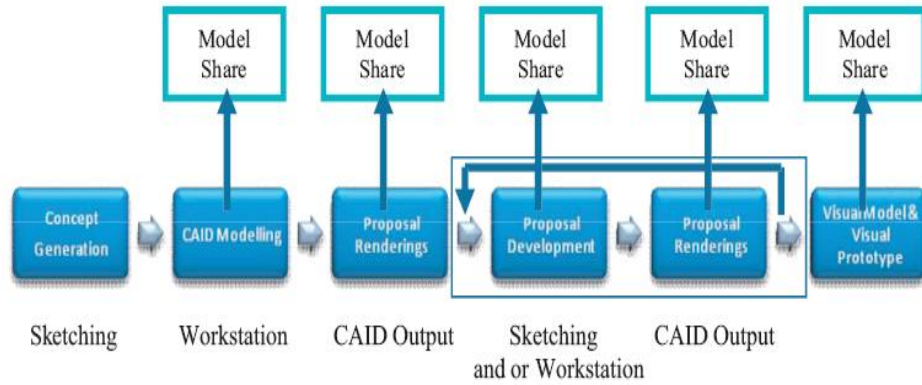 Model
Share
Model
Share
Model
Share
Model
Share
Model
Share
Concept
Generation
CAID Modelling
Proposal
Renderings
Proposal
Development
Proposal
Renderings
Visual Model &
Visual
Prototype
Sketching
Workstation
CAID Output
Sketching
and or Workstation
CAID Output